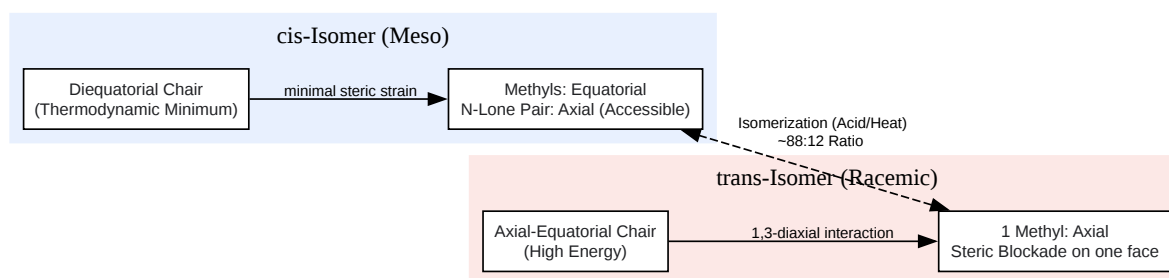 cis-Isomer (Meso)
Diequatorial Chair
(Thermodynamic Minimum)
minimal steric strain
Methyls: Equatorial
N-Lone Pair: Axial (Accessible)
Isomerization (Acid/Heat)
~88:12 Ratio
trans-Isomer (Racemic)
Axial-Equatorial Chair
(High Energy)
1,3-diaxial interaction
1 Methyl: Axial
Steric Blockade on one face